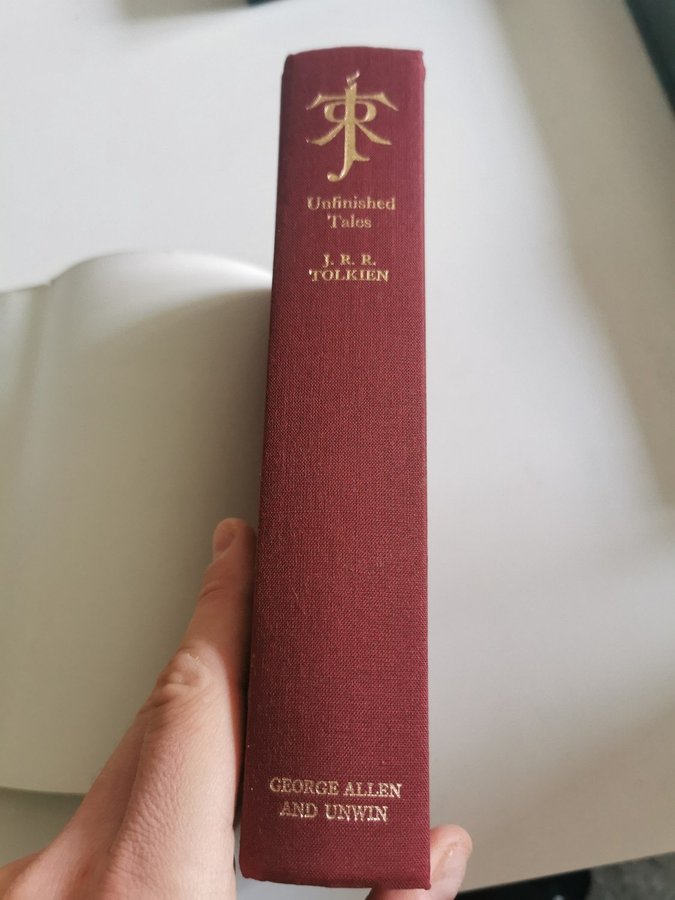 Unfinished
Tales
J. R. R.
TOLKIEN
GEORGE ALLEN
AND UNWIN